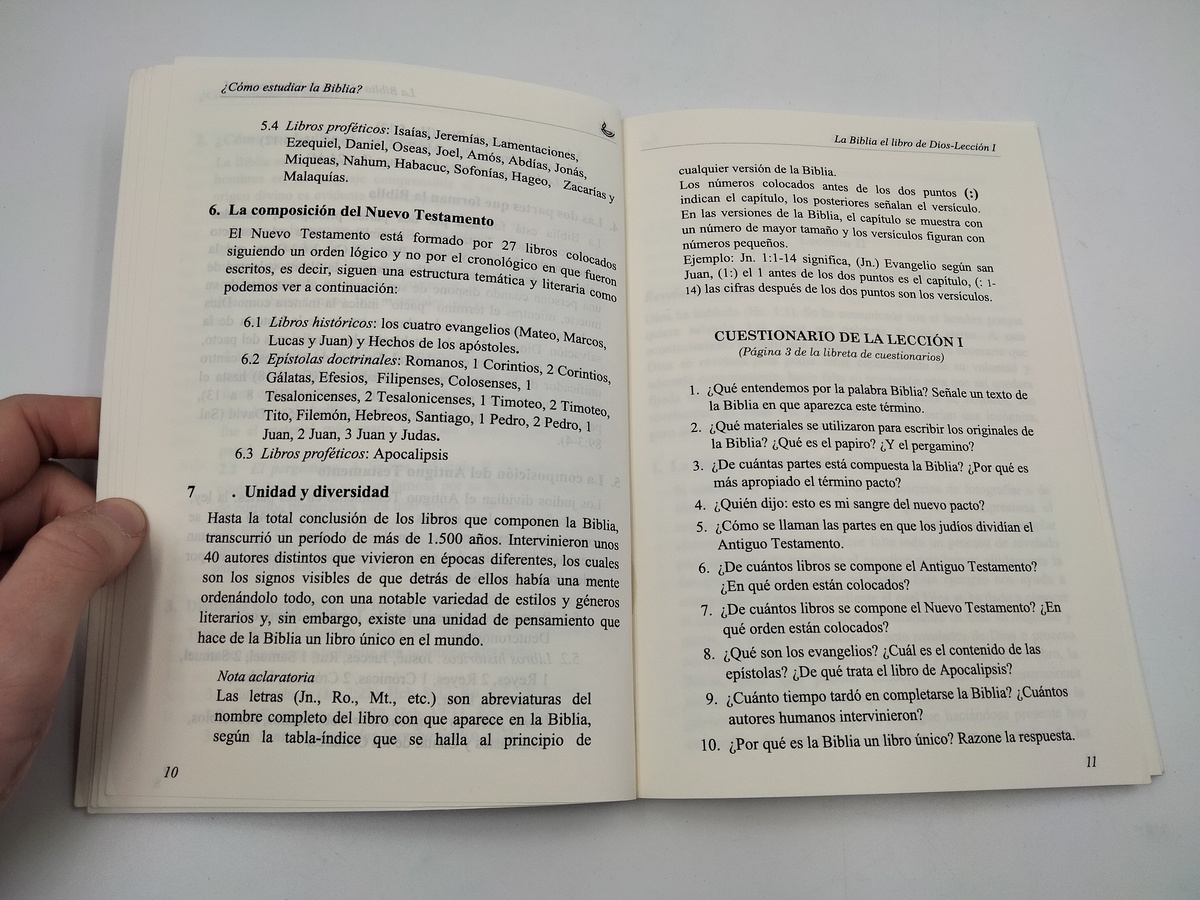 ¿Cómo estudiar la Biblia?
5.4 Libros proféticos: Isaías, Jeremías, Lamentaciones,
Ezequiel, Daniel, Oseas, Joel, Amós, Abdías, Jonás,
Miqueas, Nahum, Habacuc, Sofonías, Hageo, Zacarías y
Malaquías.
6. La composición del Nuevo Testamento
El Nuevo Testamento está formado por 27 libros colocados
siguiendo un orden lógico y no por el cronológico en que fueron
escritos, es decir, siguen una estructura temática y literaria como
podemos ver a continuación:
6.1 Libros históricos: los cuatro evangelios (Mateo, Marcos,
Lucas y Juan) y Hechos de los apóstoles.
6.2 Epístolas doctrinales: Romanos, 1 Corintios, 2 Corintios,
Gálatas, Efesios, Filipenses, Colosenses, 1
Tesalonicenses, 2 Tesalonicenses, 1 Timoteo, 2 Timoteo,
Tito, Filemón, Hebreos, Santiago, 1 Pedro, 2 Pedro, 1
Juan, 2 Juan, 3 Juan y Judas.
6.3 Libros proféticos: Apocalipsis
7 . Unidad y diversidad
Hasta la total conclusión de los libros que componen la Biblia,
transcurrió un período de más de 1.500 años. Intervinieron unos
40 autores distintos que vivieron en épocas diferentes, los cuales
son los signos visibles de que detrás de ellos había una mente
ordenándolo todo, con una notable variedad de estilos y géneros
literarios y, sin embargo, existe una unidad de pensamiento que
hace de la Biblia un libro único en el mundo.
Nota aclaratoria
Las letras (Jn., Ro., Mt., etc.) son abreviaturas del
nombre completo del libro con que aparece en la Biblia,
según la tabla-índice que se halla al principio de
10
La Biblia el libro de Dios-Lección I
cualquier versión de la Biblia.
Los números colocados antes de los dos puntos (:)
indican el capítulo, los posteriores señalan el versículo.
En las versiones de la Biblia, el capítulo se muestra con
un número de mayor tamaño y los versículos figuran con
números pequeños.
Ejemplo: Jn. 1:1-14 significa, (Jn.) Evangelio según san
Juan, (1:) el 1 antes de los dos puntos es el capítulo, (: 1-
14) las cifras después de los dos puntos son los versículos.
CUESTIONARIO DE LA LECCIÓN I
(Página 3 de la libreta de cuestionarios)
1. ¿Qué entendemos por la palabra Biblia? Señale un texto de
la Biblia en que aparezca este término.
2. ¿Qué materiales se utilizaron para escribir los originales de
la Biblia? ¿Qué es el papiro? ¿Y el pergamino?
3. ¿De cuántas partes está compuesta la Biblia? ¿Por qué es
más apropiado el término pacto?
4. ¿Quién dijo: esto es mi sangre del nuevo pacto?
5. ¿Cómo se llaman las partes en que los judíos dividían el
Antiguo Testamento.
6. ¿De cuántos libros se compone el Antiguo Testamento?
¿En qué orden están colocados?
7. ¿De cuántos libros se compone el Nuevo Testamento? ¿En
qué orden están colocados?
8. ¿Qué son los evangelios? ¿Cuál es el contenido de las
epístolas? ¿De qué trata el libro de Apocalipsis?
9. ¿Cuánto tiempo tardó en completarse la Biblia? ¿Cuántos
autores humanos intervinieron?
10. ¿Por qué es la Biblia un libro único? Razone la respuesta.
11